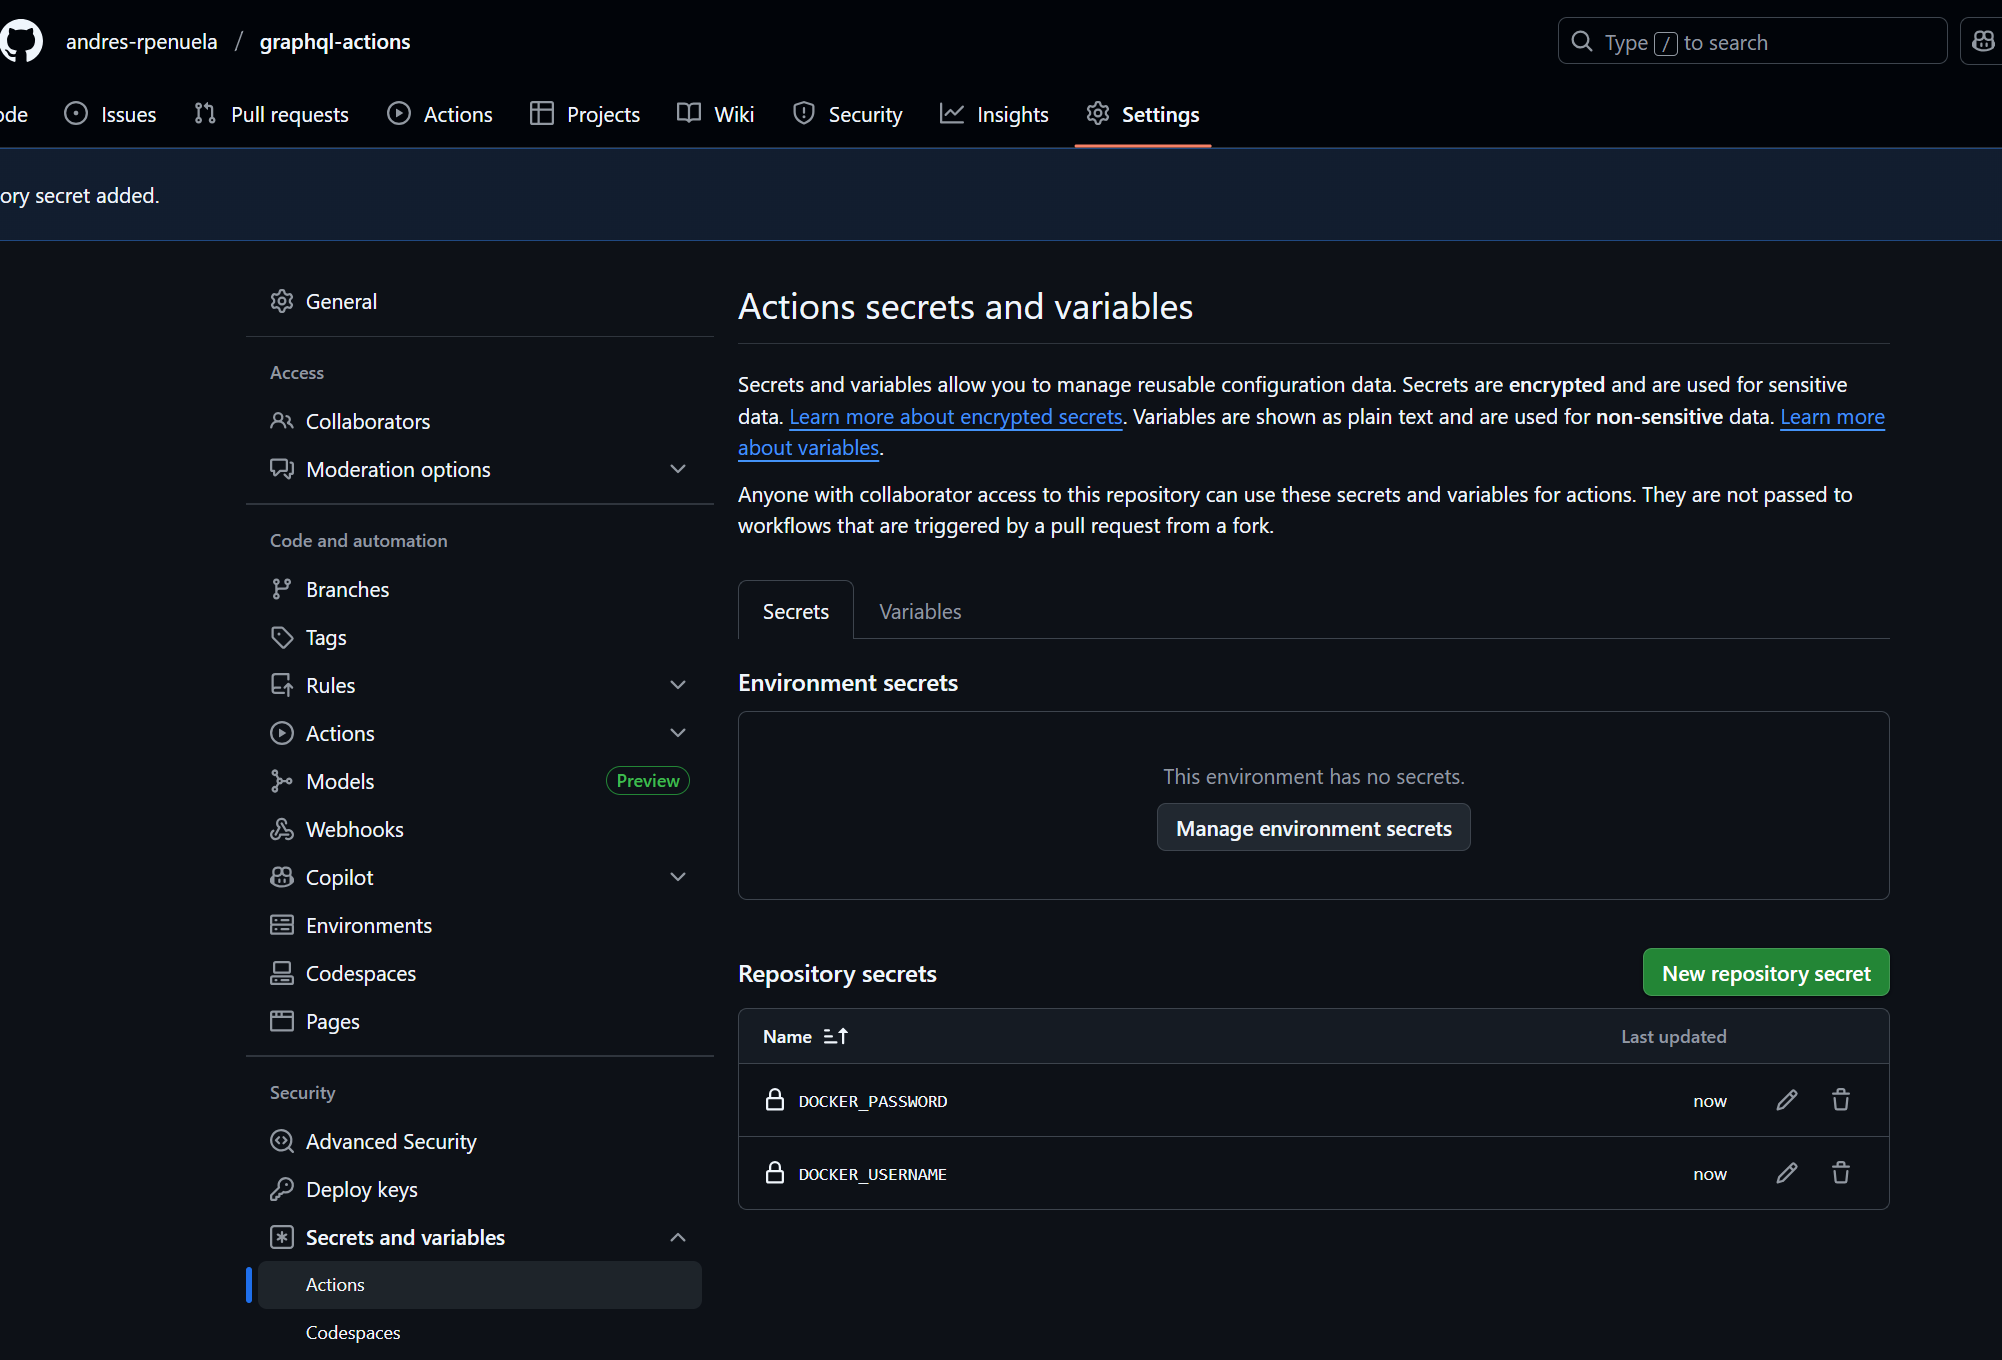 andres-rpenuela / graphql-actions
Type / to search
ode Issues Pull requests Actions Projects Wiki Security Insights Settings
ory secret added.
General
Access
Collaborators
Moderation options
Code and automation
Branches
Tags
Rules
Actions
Models Preview
Webhooks
Copilot
Environments
Codespaces
Pages
Security
Advanced Security
Deploy keys
Secrets and variables
Actions
Codespaces
Actions secrets and variables
Secrets and variables allow you to manage reusable configuration data. Secrets are encrypted and are used for sensitive
data. Learn more about encrypted secrets. Variables are shown as plain text and are used for non-sensitive data. Learn more
about variables.
Anyone with collaborator access to this repository can use these secrets and variables for actions. They are not passed to
workflows that are triggered by a pull request from a fork.
Secrets Variables
Environment secrets
This environment has no secrets.
Manage environment secrets
Repository secrets New repository secret
Name Last updated
DOCKER_PASSWORD now
DOCKER_USERNAME now